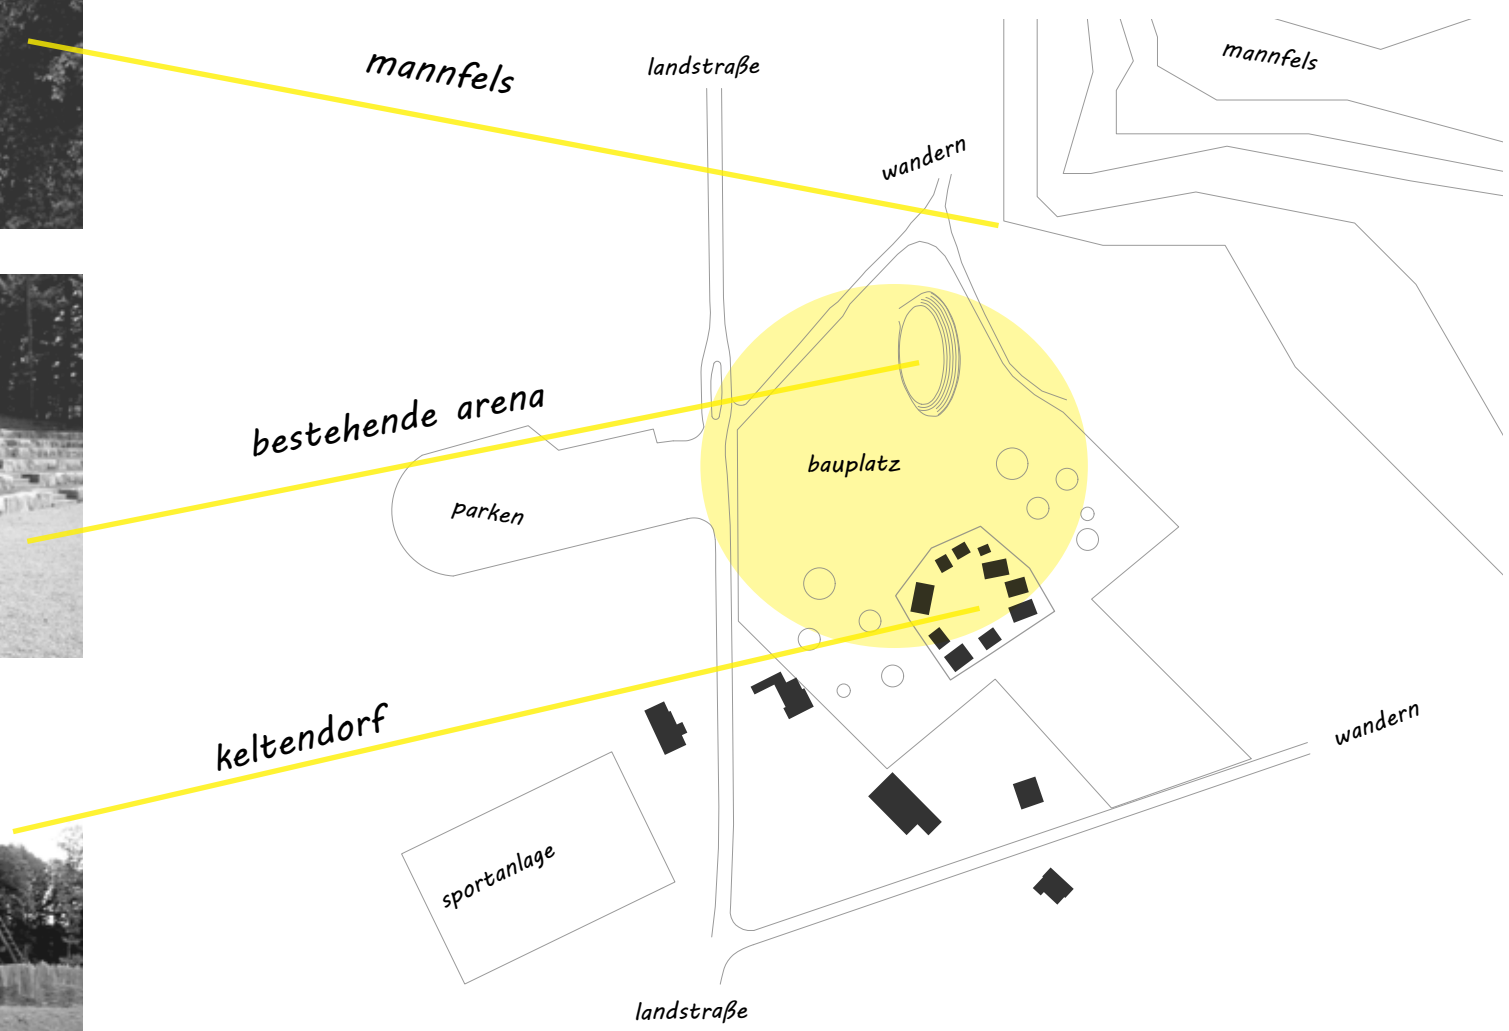 mannfels
landstraße
mannfels
wandern
bestehende arena
bauplatz
parken
keltendorf
wandern
sportanlage
landstraße